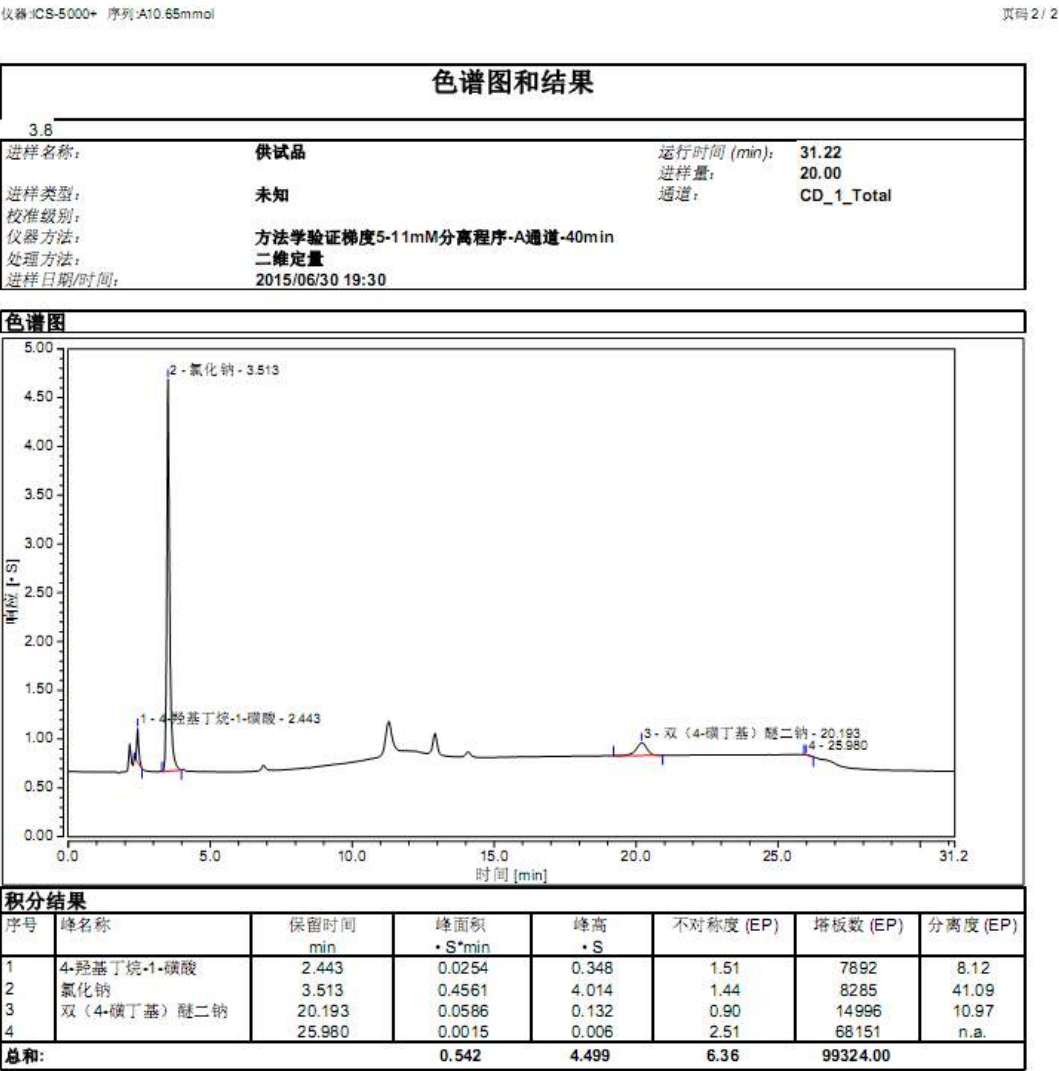 仪器:ICS-5000+ 序列:A10.65mmol 页码 2 / 2
色谱图和结果
3.8
进样名称: 供试品 运行时间 (min): 31.22
进样量: 20.00
进样类型: 未知 通道: CD_1_Total
校准级别:
仪器方法: 方法学验证梯度5-11mM分离程序-A通道-40min
处理方法: 二维定量
进样日期/时间: 2015/06/30 19:30
色谱图
5.00
2 - 氯化钠 - 3.513
4.50
4.00
3.50
3.00
响应 [• S]
2.50
2.00
1.50
1 - 4-羟基丁烷-1-磺酸 - 2.443
1.00
3 - 双（4-磺丁基）醚二钠 - 20.193
4 - 25.980
0.50
0.00
0.0 5.0 10.0 15.0 20.0 25.0 31.2
时间 [min]
积分结果
序号 峰名称 保留时间 峰面积 峰高 不对称度 (EP) 塔板数 (EP) 分离度 (EP)
min • S*min • S
1 4-羟基丁烷-1-磺酸 2.443 0.0254 0.348 1.51 7892 8.12
2 氯化钠 3.513 0.4561 4.014 1.44 8285 41.09
3 双（4-磺丁基）醚二钠 20.193 0.0586 0.132 0.90 14996 10.97
4 25.980 0.0015 0.006 2.51 68151 n.a.
总和: 0.542 4.499 6.36 99324.00